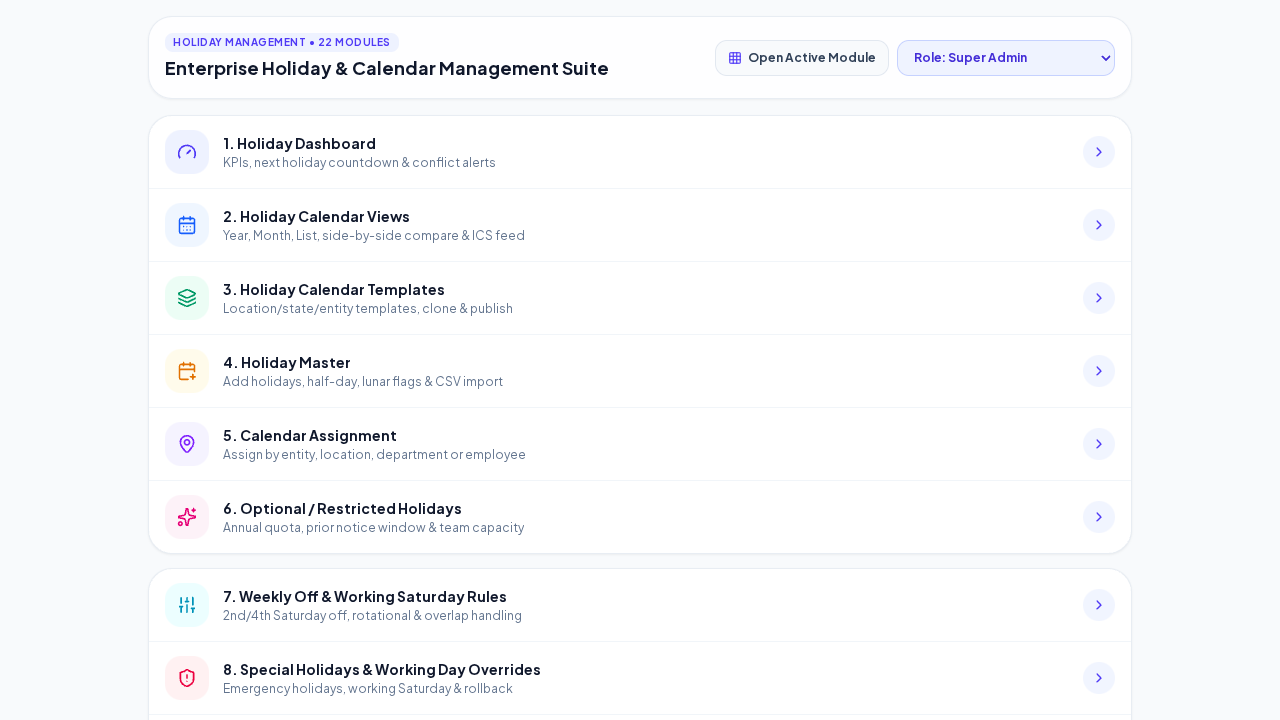 HOLIDAY MANAGEMENT • 22 MODULES
Enterprise Holiday & Calendar Management Suite
Open Active Module
Role: Super Admin
1. Holiday Dashboard
KPIs, next holiday countdown & conflict alerts
2. Holiday Calendar Views
Year, Month, List, side-by-side compare & ICS feed
3. Holiday Calendar Templates
Location/state/entity templates, clone & publish
4. Holiday Master
Add holidays, half-day, lunar flags & CSV import
5. Calendar Assignment
Assign by entity, location, department or employee
6. Optional / Restricted Holidays
Annual quota, prior notice window & team capacity
7. Weekly Off & Working Saturday Rules
2nd/4th Saturday off, rotational & overlap handling
8. Special Holidays & Working Day Overrides
Emergency holidays, working Saturday & rollback